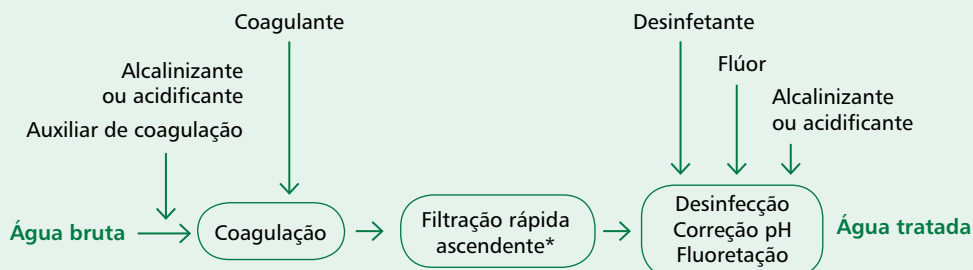 Coagulante
Desinfetante
Flúor
Alcalinizante
ou acidificante
Auxiliar de coagulação
Alcalinizante
ou acidificante
Água bruta
Coagulação
Filtração rápida
ascendente*
Desinfecção
Correção pH
Fluoretação
Água tratada